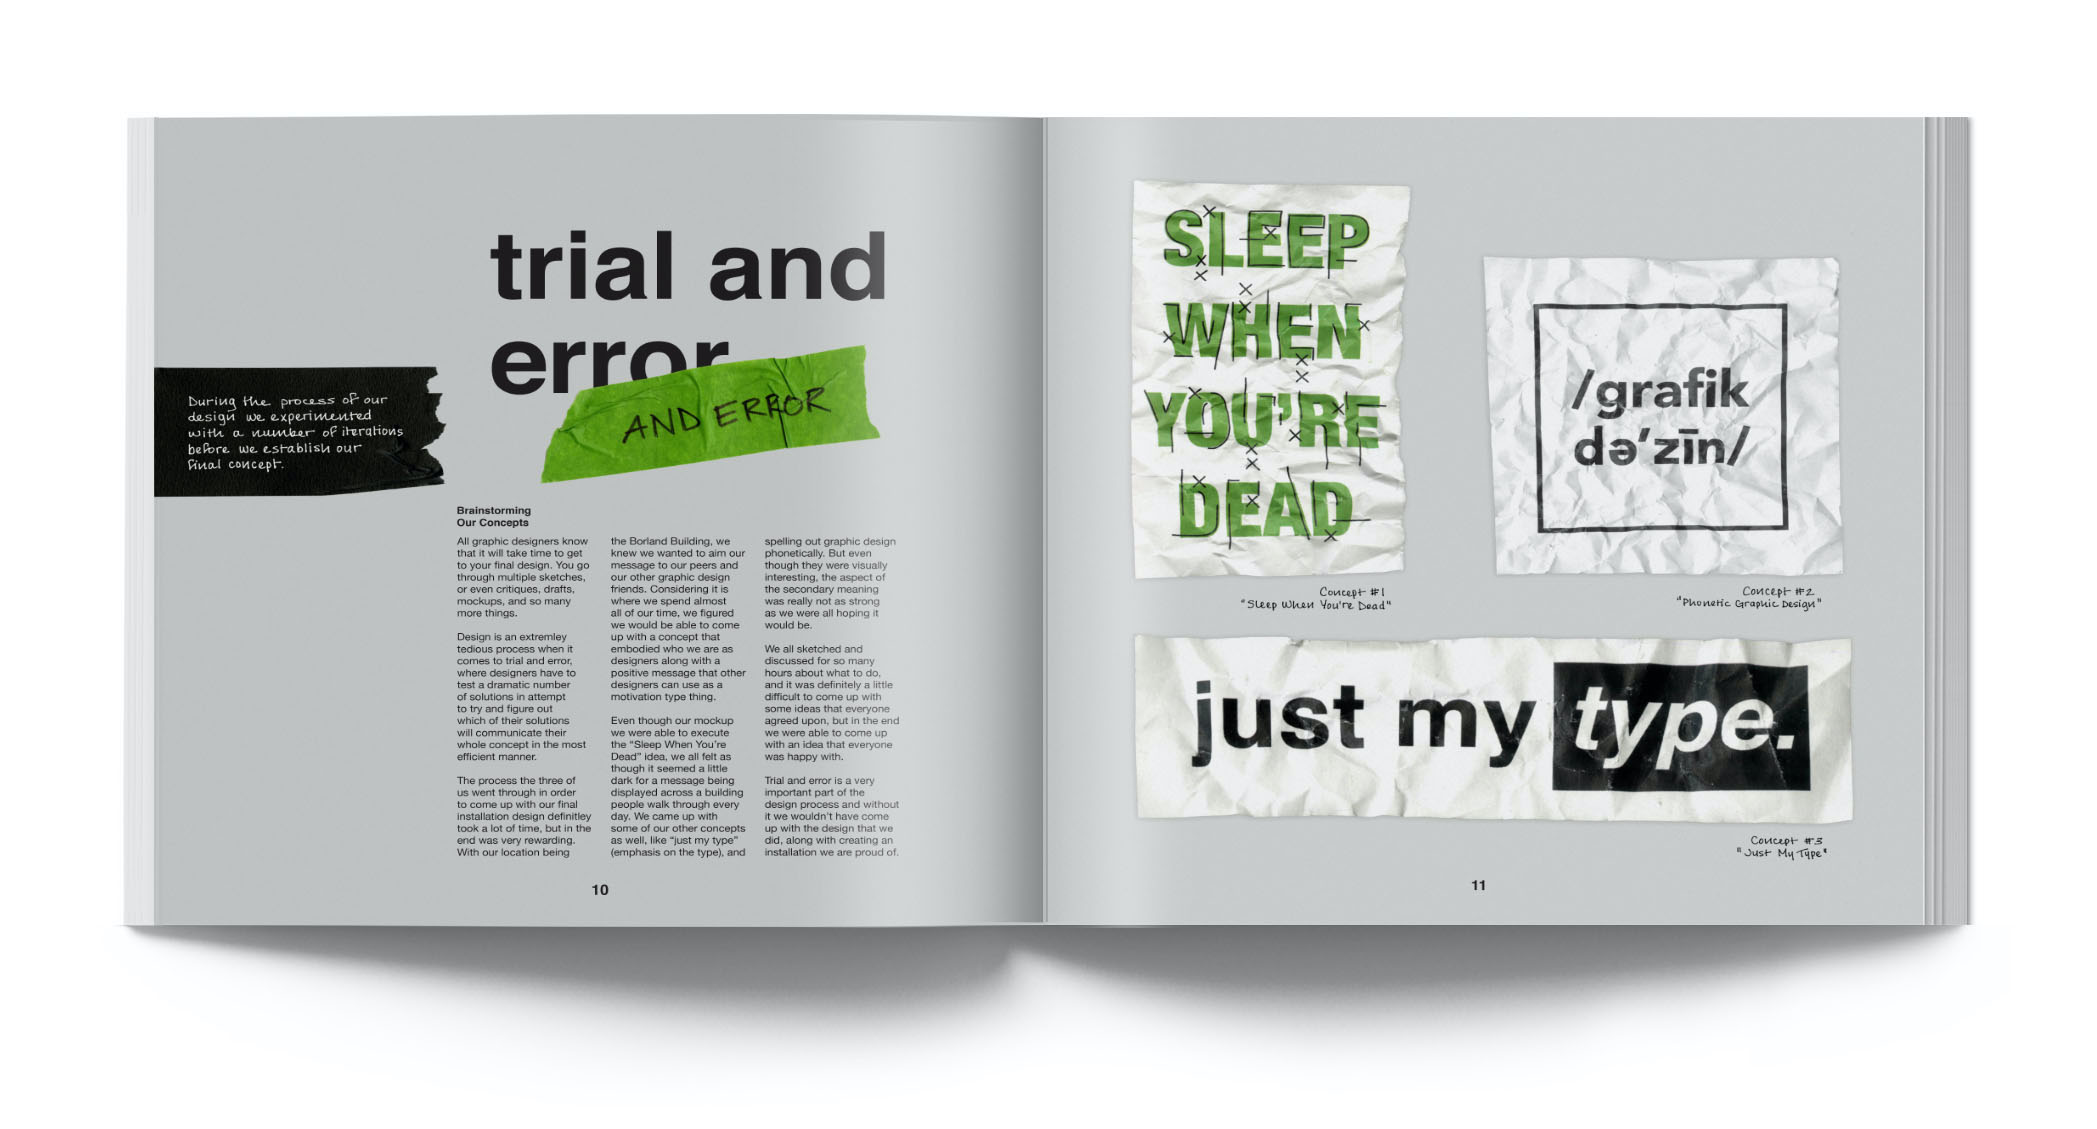 trial and
error
AND ERROR
During the process of our
design we experimented
with a number of iterations
before we establish our
final concept.
Brainstorming
Our Concepts
All graphic designers know
that it will take time to get
to your final design. You go
through multiple sketches,
or even critiques, drafts,
mockups, and so many
more things.
Design is an extremley
tedious process when it
comes to trial and error,
where designers have to
test a dramatic number
of solutions in attempt
to try and figure out
which of their solutions
will communicate their
whole concept in the most
efficient manner.
The process the three of
us went through in order
to come up with our final
installation design definitley
took a lot of time, but in the
end was very rewarding.
With our location being
the Borland Building, we
knew we wanted to aim our
message to our peers and
our other graphic design
friends. Considering it is
where we spend almost
all of our time, we figured
we would be able to come
up with a concept that
embodied who we are as
designers along with a
positive message that other
designers can use as a
motivation type thing.
Even though our mockup
we were able to execute
the “Sleep When You’re
Dead” idea, we all felt as
though it seemed a little
dark for a message being
displayed across a building
people walk through every
day. We came up with
some of our other concepts
as well, like “just my type”
(emphasis on the type), and
spelling out graphic design
phonetically. But even
though they were visually
interesting, the aspect of
the secondary meaning
was really not as strong
as we were all hoping it
would be.
We all sketched and
discussed for so many
hours about what to do,
and it was definitely a little
difficult to come up with
some ideas that everyone
agreed upon, but in the end
we were able to come up
with an idea that everyone
was happy with.
Trial and error is a very
important part of the
design process and without
it we wouldn’t have come
up with the design that we
did, along with creating an
installation we are proud of.
10
SLEEP
WHEN
YOU’RE
DEAD
Concept #1
"Sleep When You're Dead"
/grafik
də’zīn/
Concept #2
"Phonetic Graphic Design"
just my type.
Concept #3
"Just My Type"
11